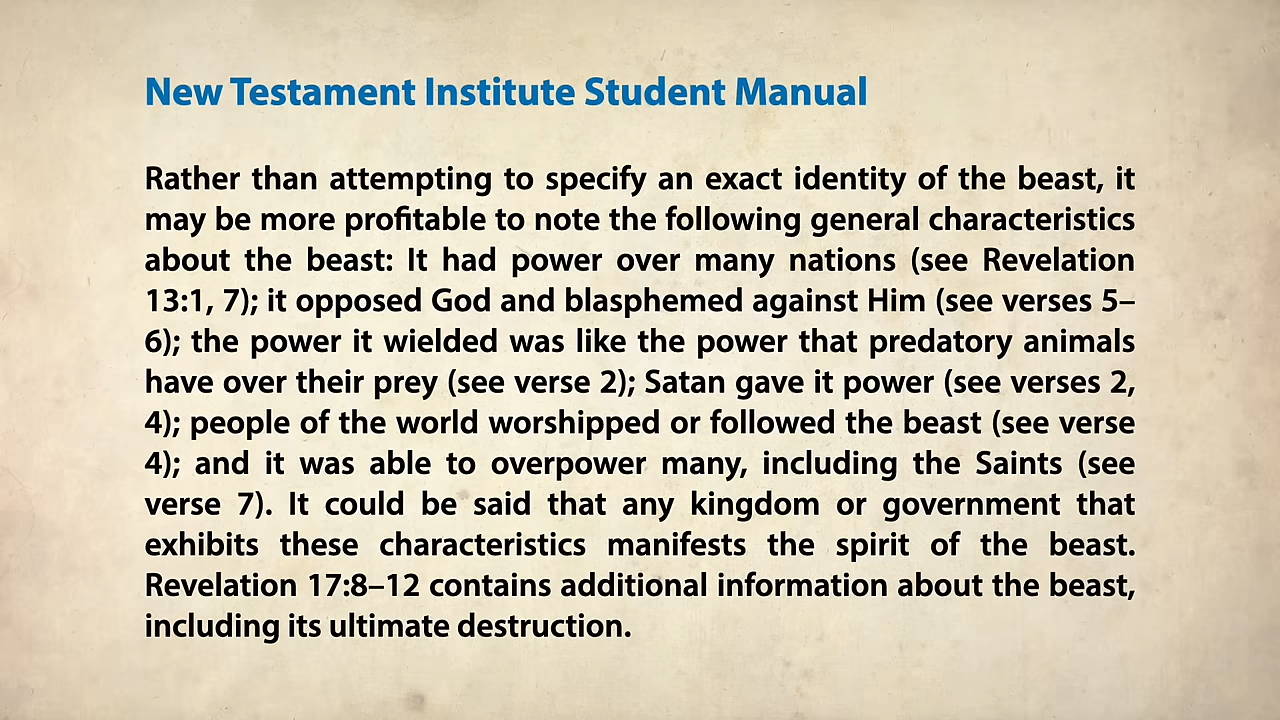 New Testament Institute Student Manual
Rather than attempting to specify an exact identity of the beast, it
may be more profitable to note the following general characteristics
about the beast: It had power over many nations (see Revelation
13:1, 7); it opposed God and blasphemed against Him (see verses 5–
6); the power it wielded was like the power that predatory animals
have over their prey (see verse 2); Satan gave it power (see verses 2,
4); people of the world worshipped or followed the beast (see verse
4); and it was able to overpower many, including the Saints (see
verse 7). It could be said that any kingdom or government that
exhibits these characteristics manifests the spirit of the beast.
Revelation 17:8–12 contains additional information about the beast,
including its ultimate destruction.